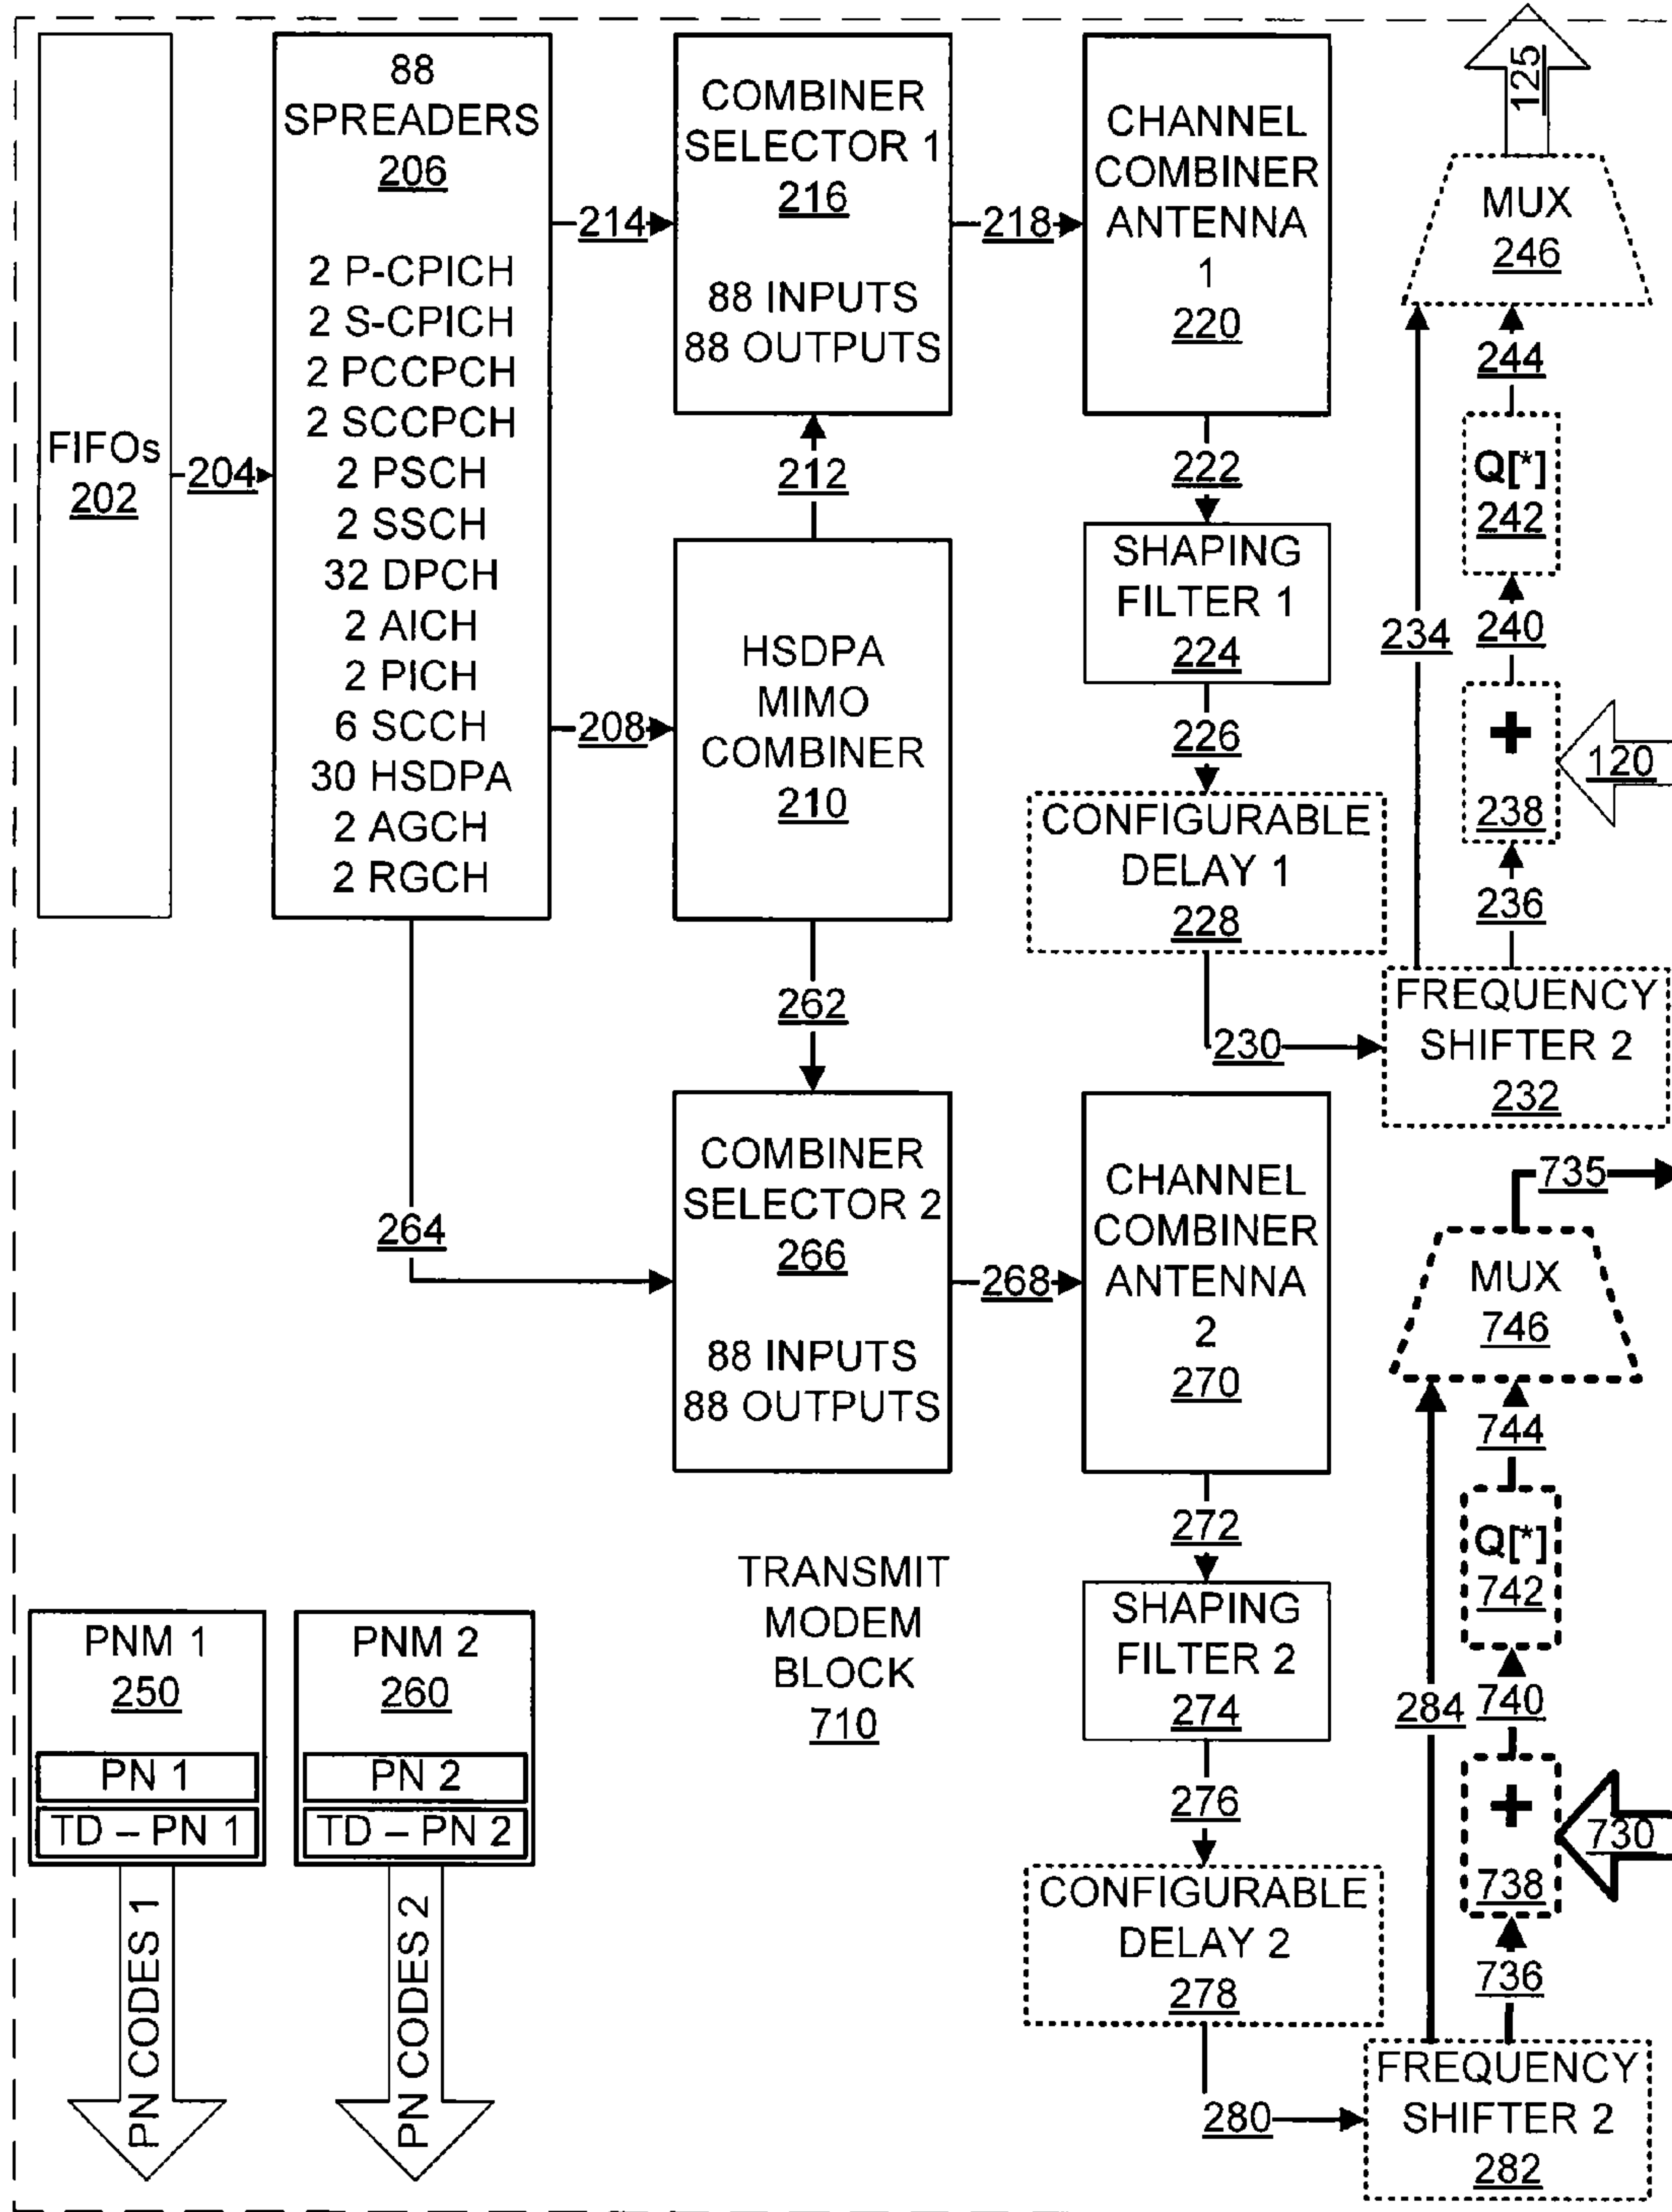 FIFOs
202
204
88
SPREADERS
206
2 P-CPICH
2 S-CPICH
2 PCCPCH
2 SCCPCH
2 PSCH
2 SSCH
32 DPCH
2 AICH
2 PICH
6 SCCH
30 HSDPA
2 AGCH
2 RGCH
214
208
264
COMBINER
SELECTOR 1
216
88 INPUTS
88 OUTPUTS
212
HSDPA
MIMO
COMBINER
210
262
COMBINER
SELECTOR 2
266
88 INPUTS
88 OUTPUTS
218
268
CHANNEL
COMBINER
ANTENNA
1
220
222
SHAPING
FILTER 1
224
226
CONFIGURABLE
DELAY 1
228
230
FREQUENCY
SHIFTER 2
232
234
236
+
238
120
240
Q[*]
242
244
MUX
246
125
CHANNEL
COMBINER
ANTENNA
2
270
272
SHAPING
FILTER 2
274
276
CONFIGURABLE
DELAY 2
278
280
FREQUENCY
SHIFTER 2
282
284
736
+
738
730
740
Q[*]
742
744
MUX
746
735
TRANSMIT
MODEM
BLOCK
710
PNM 1
250
PN 1
TD – PN 1
PN CODES 1
PNM 2
260
PN 2
TD – PN 2
PN CODES 2